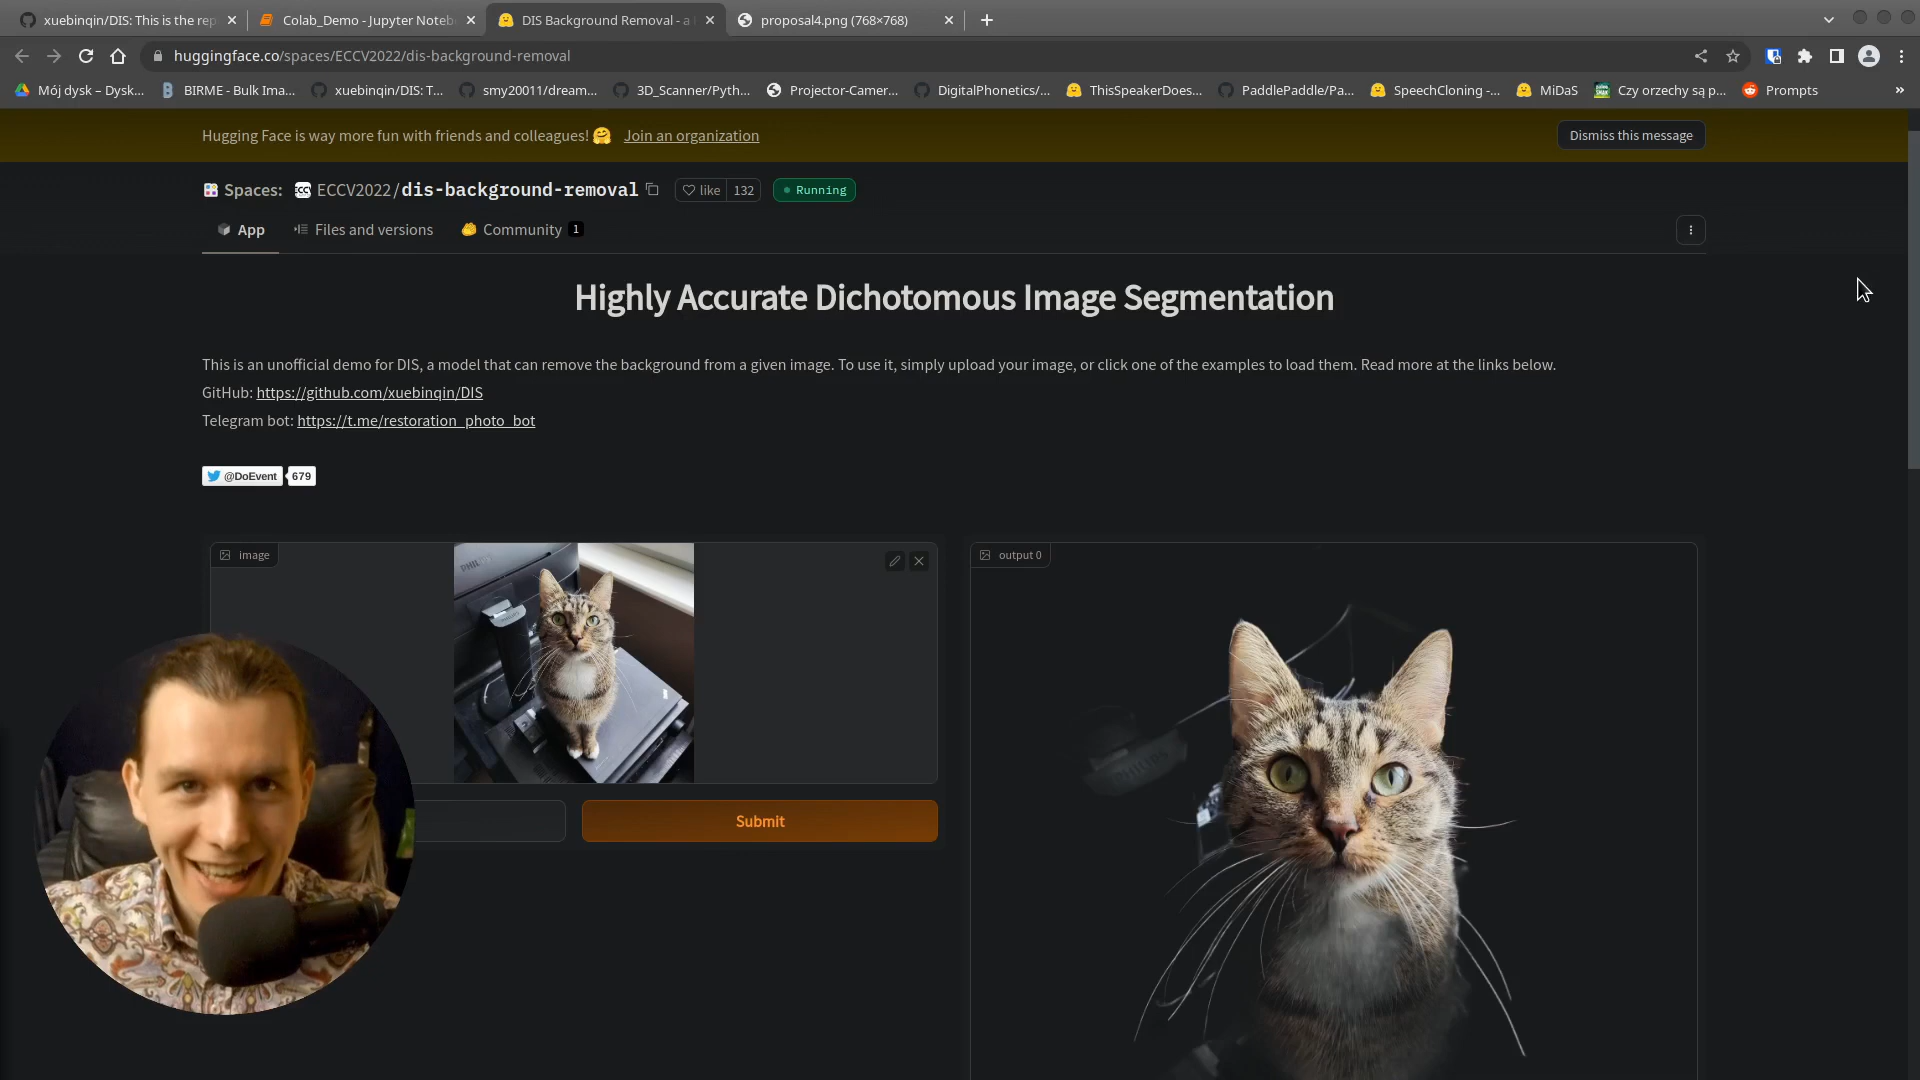 xuebinqin/DIS: This is the rep
Colab_Demo - Jupyter Noteb
DIS Background Removal - a
proposal4.png (768×768)
huggingface.co/spaces/ECCV2022/dis-background-removal
Mój dysk – Dysk...
BIRME - Bulk Ima...
xuebinqin/DIS: T...
smy20011/dream...
3D_Scanner/Pyth...
Projector-Camer...
DigitalPhonetics/...
ThisSpeakerDoes...
PaddlePaddle/Pa...
SpeechCloning -...
MiDaS
Czy orzechy są p...
Prompts
Hugging Face is way more fun with friends and colleagues! 🤗 Join an organization
Dismiss this message
Spaces: ECCV2022/dis-background-removal
like 132
Running
App
Files and versions
Community 1
Highly Accurate Dichotomous Image Segmentation
This is an unofficial demo for DIS, a model that can remove the background from a given image. To use it, simply upload your image, or click one of the examples to load them. Read more at the links below.
GitHub: https://github.com/xuebinqin/DIS
Telegram bot: https://t.me/restoration_photo_bot
@DoEvent 679
image
output 0
Submit